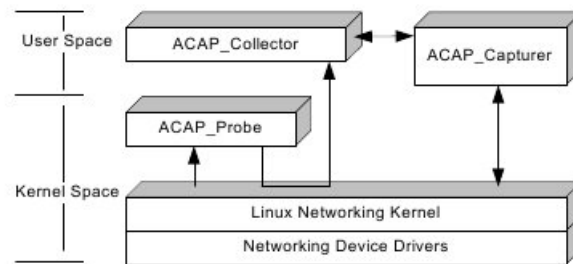 User Space
ACAP_Collector
ACAP_Capturer
ACAP_Probe
Kernel Space
Linux Networking Kernel
Networking Device Drivers